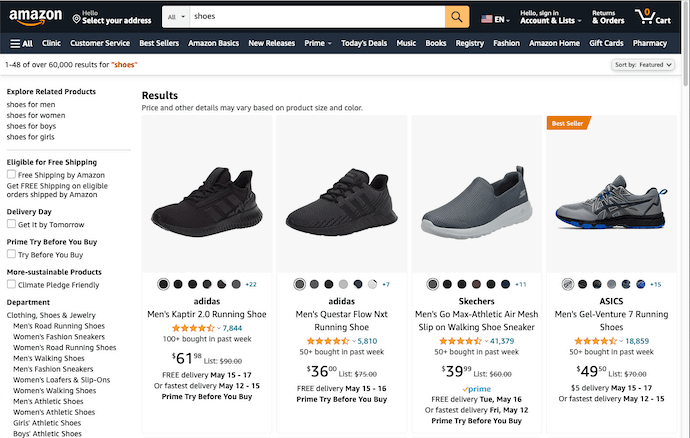 amazon
Hello
Select your address
All
shoes
EN
Hello, sign in
Account & Lists
Returns
& Orders
0
Cart
All
Clinic
Customer Service
Best Sellers
Amazon Basics
New Releases
Prime
Today's Deals
Music
Books
Registry
Fashion
Amazon Home
Gift Cards
Pharmacy
1-48 of over 60,000 results for "shoes"
Sort by: Featured
Explore Related Products
shoes for men
shoes for women
shoes for boys
shoes for girls
Eligible for Free Shipping
Free Shipping by Amazon
Get FREE Shipping on eligible
orders shipped by Amazon
Delivery Day
Get It by Tomorrow
Prime Try Before You Buy
Try Before You Buy
More-sustainable Products
Climate Pledge Friendly
Department
Clothing, Shoes & Jewelry
Men's Road Running Shoes
Women's Fashion Sneakers
Women's Road Running Shoes
Men's Walking Shoes
Men's Fashion Sneakers
Women's Loafers & Slip-Ons
Women's Walking Shoes
Men's Athletic Shoes
Women's Athletic Shoes
Girls' Athletic Shoes
Boys' Athletic Shoes
Results
Price and other details may vary based on product size and color.
+22
adidas
Men's Kaptir 2.0 Running Shoe
7,844
100+ bought in past week
$61.98 List: $90.00
FREE delivery May 15 - 17
Or fastest delivery May 12 - 15
Prime Try Before You Buy
+7
adidas
Men's Questar Flow Nxt
Running Shoe
5,810
50+ bought in past week
$36.00 List: $75.00
FREE delivery May 15 - 16
Prime Try Before You Buy
+11
Skechers
Men's Go Max-Athletic Air Mesh
Slip on Walking Shoe Sneaker
41,379
50+ bought in past week
$39.99 List: $60.00
prime
FREE delivery Tue, May 16
Or fastest delivery Fri, May 12
Prime Try Before You Buy
Best Seller
+15
ASICS
Men's Gel-Venture 7 Running
Shoes
18,859
50+ bought in past week
$49.50 List: $70.00
$5 delivery May 15 - 17
Or fastest delivery May 12 - 15